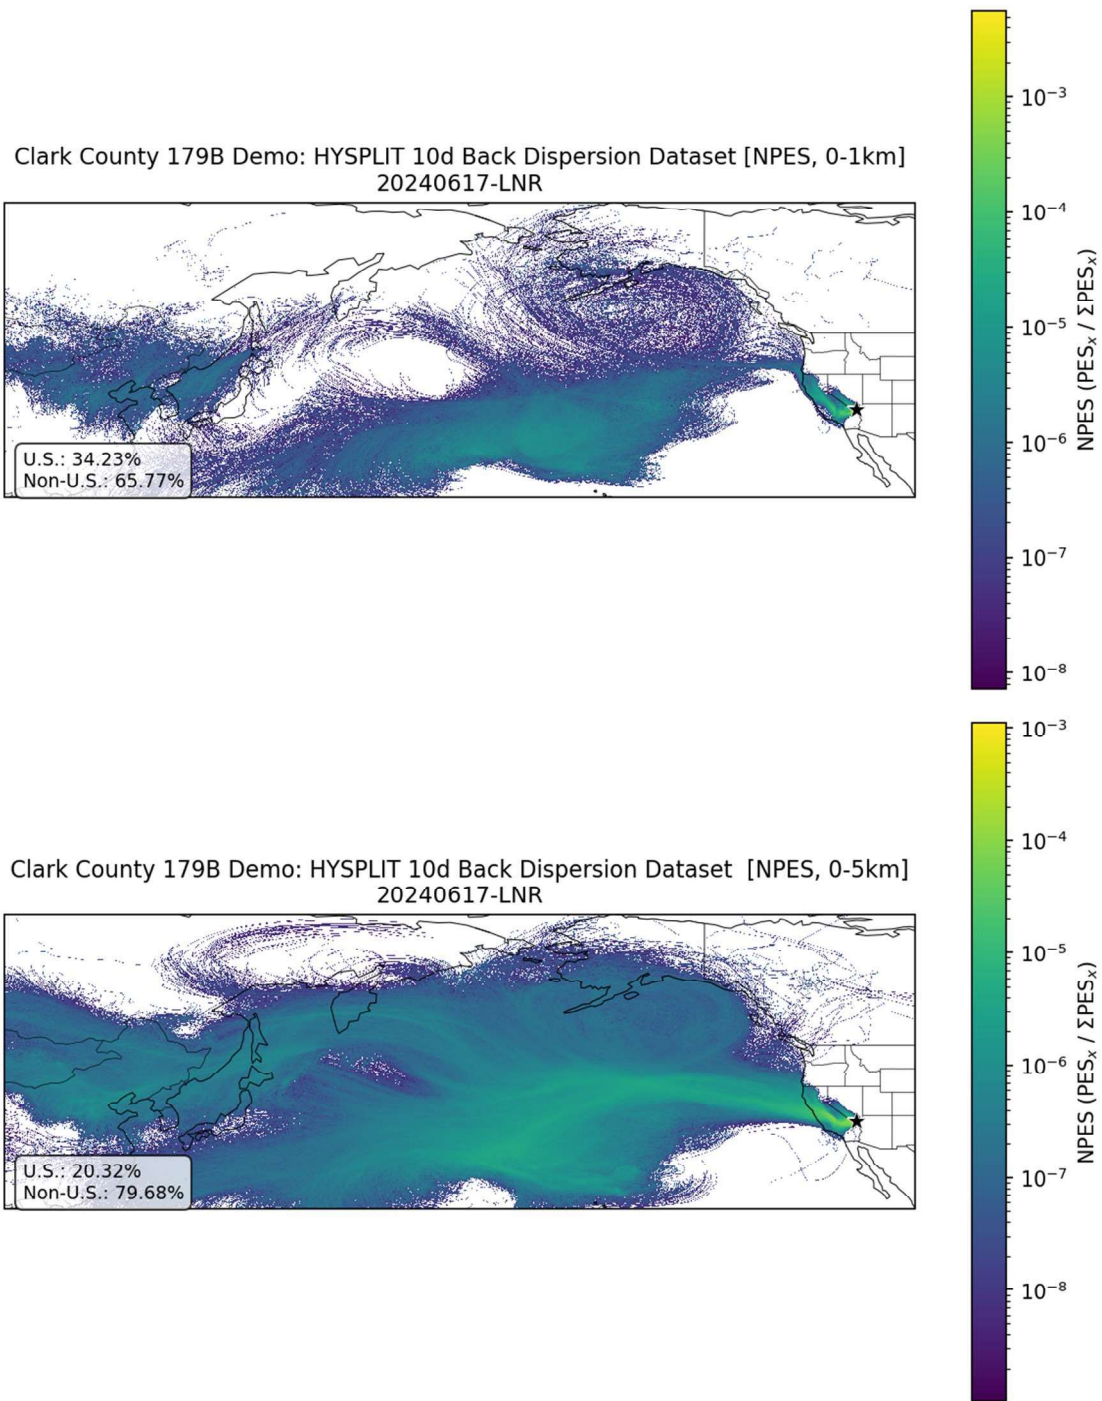 Clark County 179B Demo: HYSPLIT 10d Back Dispersion Dataset [NPES, 0-1km]
20240617-LNR
U.S.: 34.23%
Non-U.S.: 65.77%
10⁻³
10⁻⁴
10⁻⁵
10⁻⁶
10⁻⁷
10⁻⁸
NPES (PESₓ / ΣPESₓ)
Clark County 179B Demo: HYSPLIT 10d Back Dispersion Dataset [NPES, 0-5km]
20240617-LNR
U.S.: 20.32%
Non-U.S.: 79.68%
10⁻³
10⁻⁴
10⁻⁵
10⁻⁶
10⁻⁷
10⁻⁸
NPES (PESₓ / ΣPESₓ)